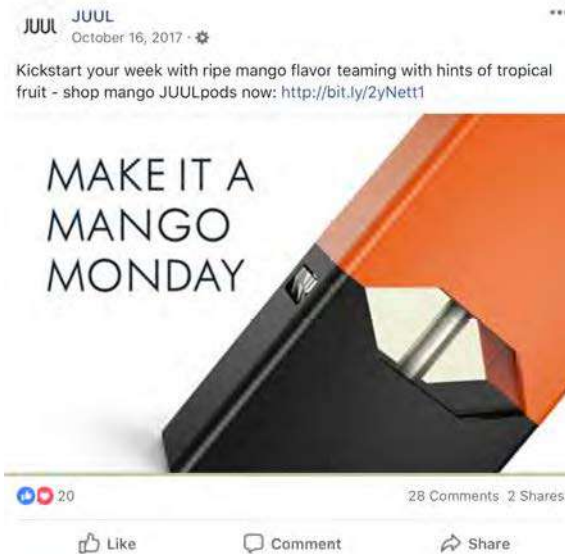 JUUL
JUUL
October 16, 2017 ·
Kickstart your week with ripe mango flavor teaming with hints of tropical
fruit - shop mango JUULpods now: http://bit.ly/2yNett1
MAKE IT A
MANGO
MONDAY
20 28 Comments 2 Shares
Like Comment Share